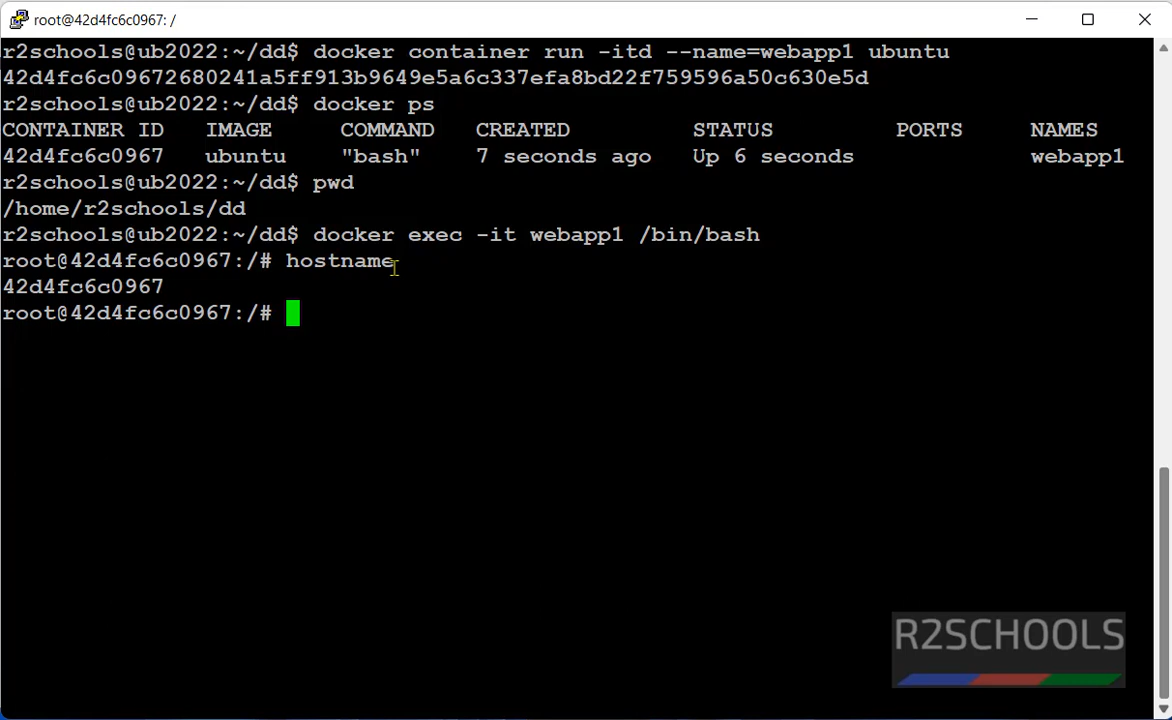 root@42d4fc6c0967: /
r2schools@ub2022:~/dd$ docker container run -itd --name=webapp1 ubuntu
42d4fc6c09672680241a5ff913b9649e5a6c337efa8bd22f759596a50c630e5d
r2schools@ub2022:~/dd$ docker ps
CONTAINER ID   IMAGE     COMMAND   CREATED         STATUS         PORTS     NAMES
42d4fc6c0967   ubuntu    "bash"    7 seconds ago   Up 6 seconds             webapp1
r2schools@ub2022:~/dd$ pwd
/home/r2schools/dd
r2schools@ub2022:~/dd$ docker exec -it webapp1 /bin/bash
root@42d4fc6c0967:/# hostname
42d4fc6c0967
root@42d4fc6c0967:/#
R2SCHOOLS